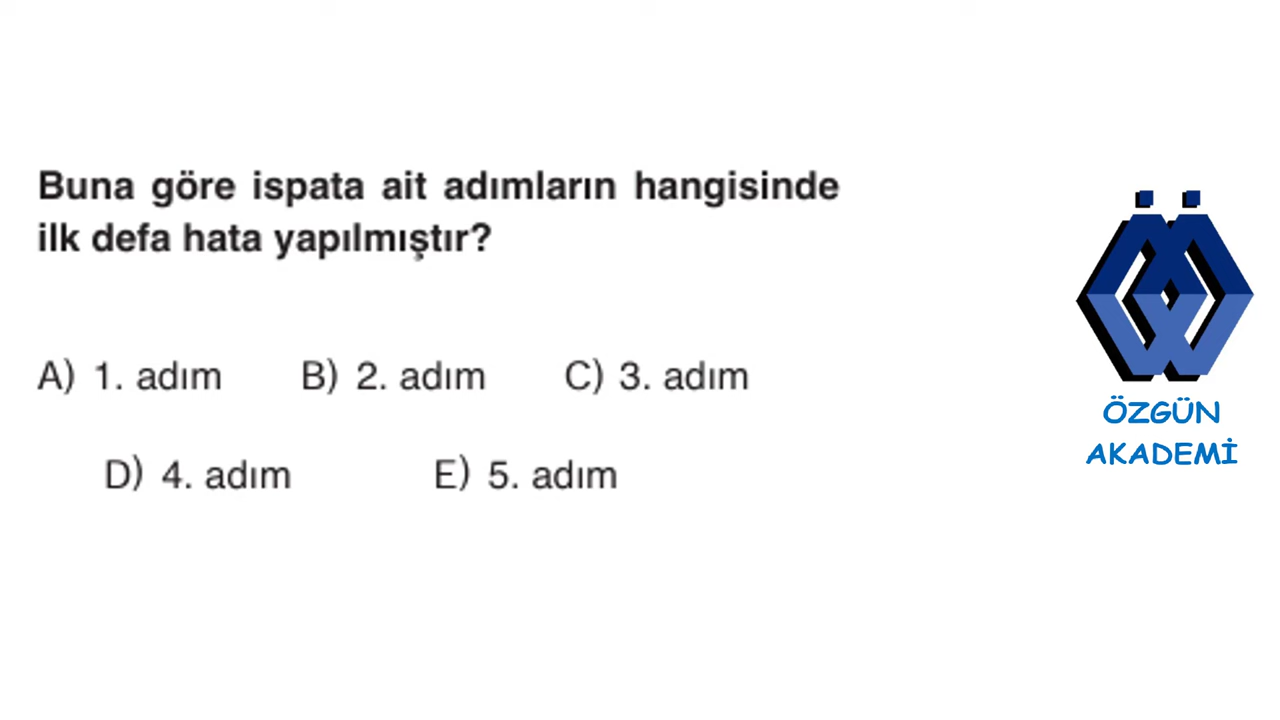 Buna göre ispata ait adımların hangisinde
ilk defa hata yapılmıştır?
A) 1. adım B) 2. adım C) 3. adım
D) 4. adım E) 5. adım
ÖZGÜN
AKADEMİ